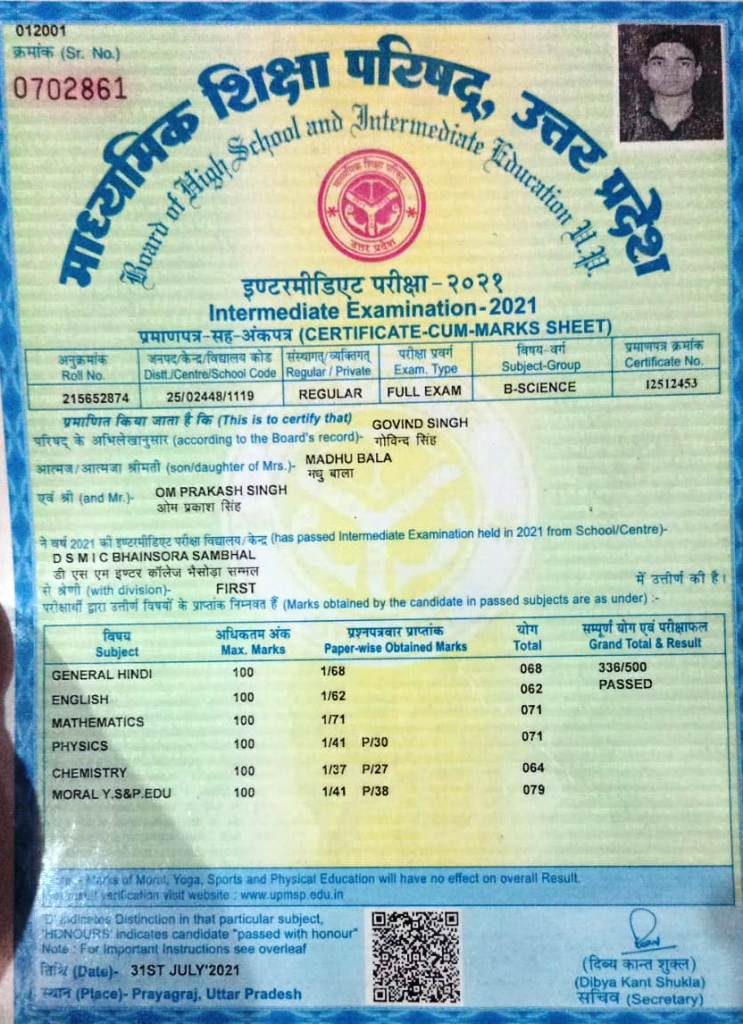 012001
क्रमांक (Sr. No.)
0702861
माध्यमिक शिक्षा परिषद्, उत्तर प्रदेश
Board of High School and Intermediate Education U.P.
माध्यमिक शिक्षा परिषद्
उत्तर प्रदेश
इण्टरमीडिएट परीक्षा - २०२१
Intermediate Examination-2021
प्रमाणपत्र-सह-अंकपत्र (CERTIFICATE-CUM-MARKS SHEET)
अनुक्रमांक जनपद/केन्द्र/विद्यालय कोड संस्थागत/व्यक्तिगत परीक्षा प्रवर्ग विषय-वर्ग प्रमाणपत्र क्रमांक
Roll No. Distt./Centre/School Code Regular / Private Exam. Type Subject-Group Certificate No.
215652874 25/02448/1119 REGULAR FULL EXAM B-SCIENCE 12512453
प्रमाणित किया जाता है कि (This is to certify that) GOVIND SINGH
परिषद् के अभिलेखानुसार (according to the Board's record)- गोविन्द सिंह
आत्मज/आत्मजा श्रीमती (son/daughter of Mrs.)- MADHU BALA
मधु बाला
एवं श्री (and Mr.)- OM PRAKASH SINGH
ओम प्रकाश सिंह
ने वर्ष 2021 की इण्टरमीडिएट परीक्षा विद्यालय/केन्द्र (has passed Intermediate Examination held in 2021 from School/Centre)-
D S M I C BHAINSORA SAMBHAL
डी एस एम इण्टर कॉलेज भैसोड़ा सम्भल
से श्रेणी (with division)- FIRST में उत्तीर्ण की है।
परीक्षार्थी द्वारा उत्तीर्ण विषयों के प्राप्तांक निम्नवत हैं (Marks obtained by the candidate in passed subjects are as under) :-
विषय अधिकतम अंक प्रश्नपत्रवार प्राप्तांक योग सम्पूर्ण योग एवं परीक्षाफल
Subject Max. Marks Paper-wise Obtained Marks Total Grand Total & Result
GENERAL HINDI 100 1/68 068 336/500
PASSED
ENGLISH 100 1/62 062
MATHEMATICS 100 1/71 071
PHYSICS 100 1/41 P/30 071
CHEMISTRY 100 1/37 P/27 064
MORAL Y.S&P.EDU 100 1/41 P/38 079
Marks of Moral, Yoga, Sports and Physical Education will have no effect on overall Result.
verification visit website : www.upmsp.edu.in
'D' indicates Distinction in that particular subject,
'HONOURS' indicates candidate "passed with honour"
Note : For Important Instructions see overleaf
तिथि (Date)- 31ST JULY'2021
स्थान (Place)- Prayagraj, Uttar Pradesh
(दिव्य कान्त शुक्ल)
(Dibya Kant Shukla)
सचिव (Secretary)